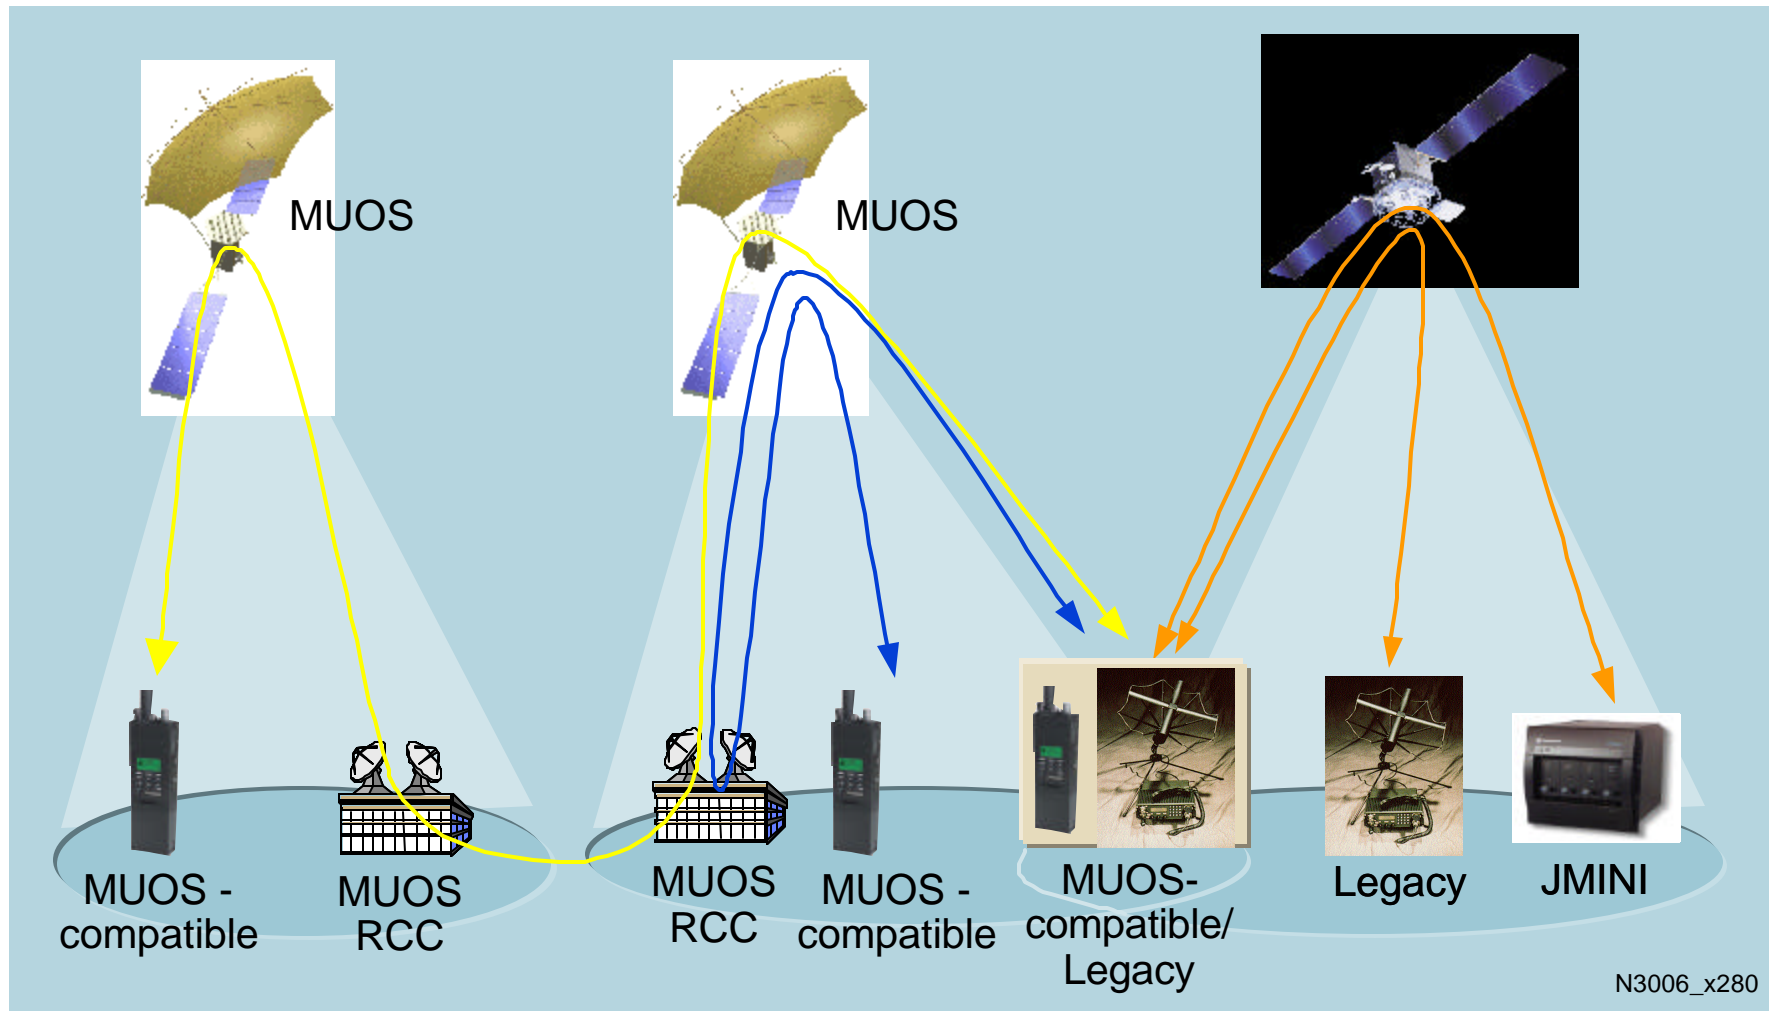 MUOS
MUOS
MUOS -
compatible
MUOS
RCC
MUOS
RCC
MUOS -
compatible
MUOS-
compatible/
Legacy
Legacy
JMINI
N3006_x280